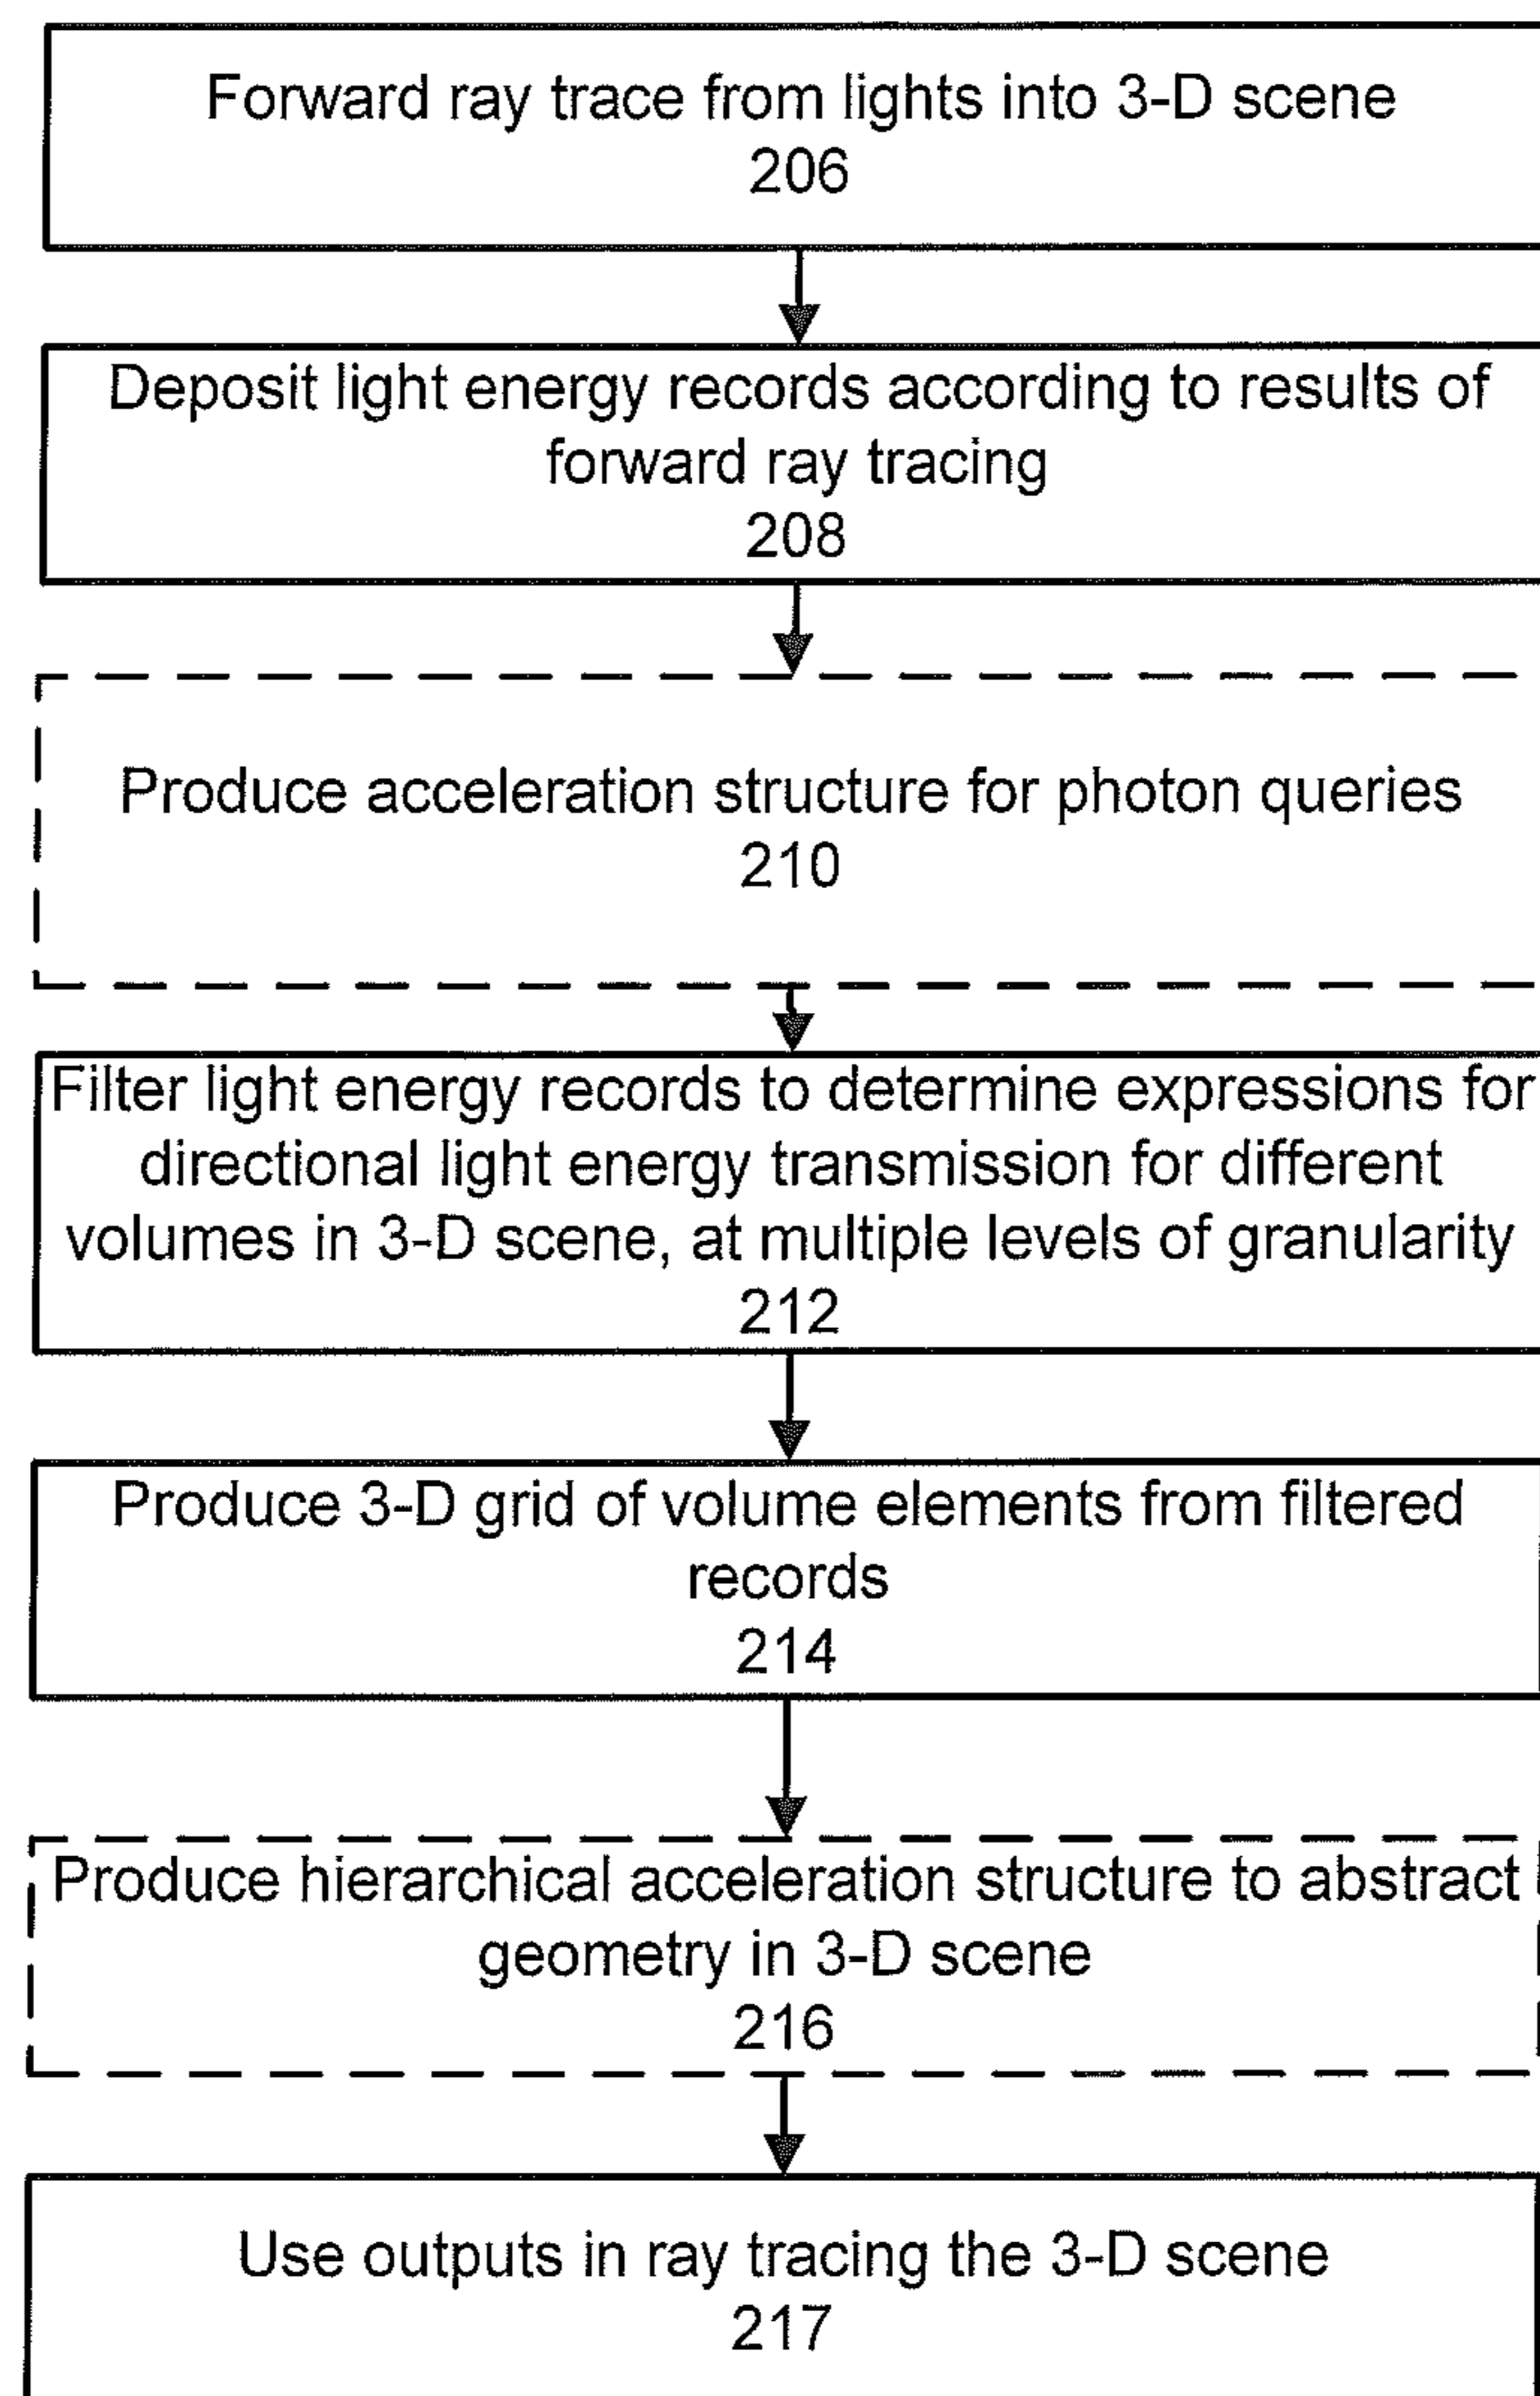 Forward ray trace from lights into 3-D scene
206
Deposit light energy records according to results of
forward ray tracing
208
Produce acceleration structure for photon queries
210
Filter light energy records to determine expressions for
directional light energy transmission for different
volumes in 3-D scene, at multiple levels of granularity
212
Produce 3-D grid of volume elements from filtered
records
214
Produce hierarchical acceleration structure to abstract
geometry in 3-D scene
216
Use outputs in ray tracing the 3-D scene
217